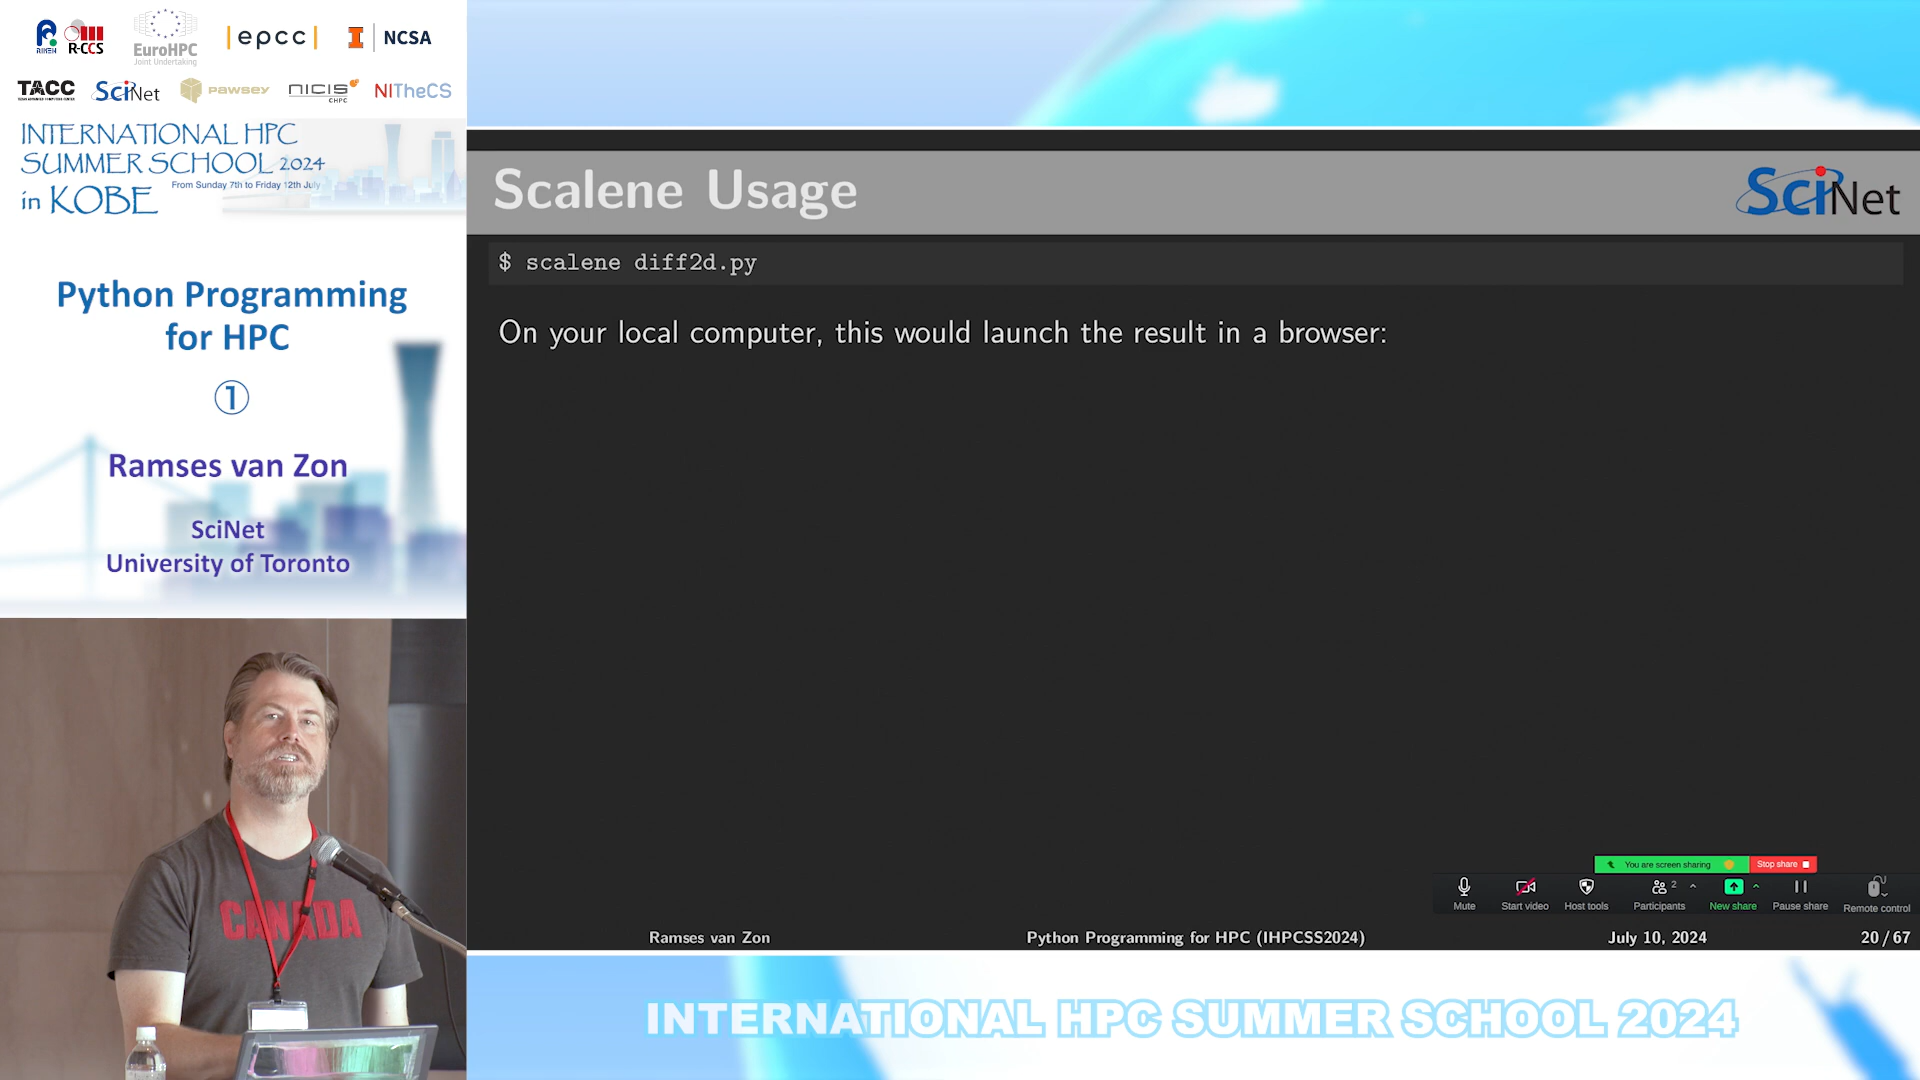 RIKEN
R-CCS
EuroHPC
Joint Undertaking
epcc
NCSA
TACC
SciNet
PAWSEY
NICIS
CHPC
NITheCS
INTERNATIONAL HPC
SUMMER SCHOOL 2024
From Sunday 7th to Friday 12th July
in KOBE
Python Programming
for HPC
①
Ramses van Zon
SciNet
University of Toronto
CANADA
Scalene Usage
SciNet
$ scalene diff2d.py
On your local computer, this would launch the result in a browser:
You are screen sharing
Stop share
Mute
Start video
Host tools
Participants
2
New share
Pause share
Remote control
Ramses van Zon
Python Programming for HPC (IHPCSS2024)
July 10, 2024
20 / 67
INTERNATIONAL HPC SUMMER SCHOOL 2024